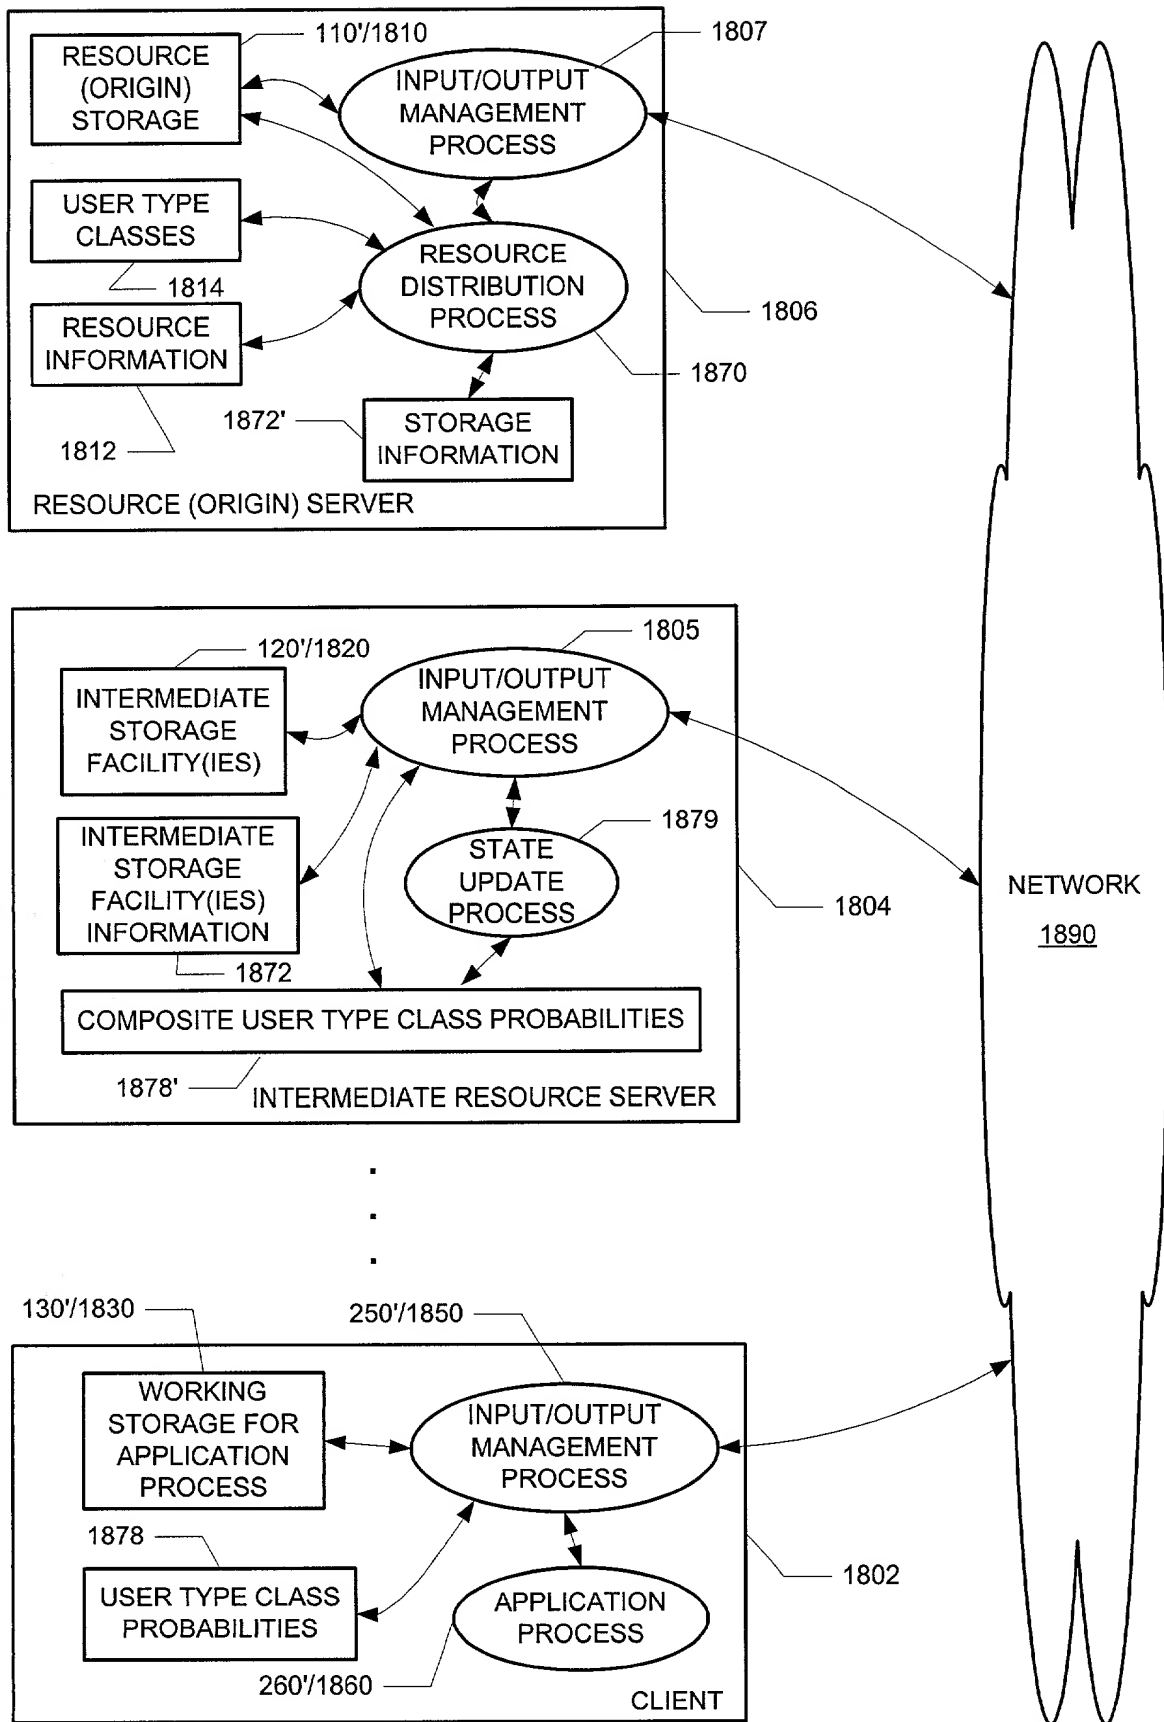 110'/1810
1807
RESOURCE
(ORIGIN)
STORAGE
INPUT/OUTPUT
MANAGEMENT
PROCESS
USER TYPE
CLASSES
1814
RESOURCE
DISTRIBUTION
PROCESS
1806
RESOURCE
INFORMATION
1870
1812
1872'
STORAGE
INFORMATION
RESOURCE (ORIGIN) SERVER
120'/1820
1805
INTERMEDIATE
STORAGE
FACILITY(IES)
INPUT/OUTPUT
MANAGEMENT
PROCESS
INTERMEDIATE
STORAGE
FACILITY(IES)
INFORMATION
1872
STATE
UPDATE
PROCESS
1879
1804
NETWORK
1890
COMPOSITE USER TYPE CLASS PROBABILITIES
1878'
INTERMEDIATE RESOURCE SERVER
130'/1830
250'/1850
WORKING
STORAGE FOR
APPLICATION
PROCESS
INPUT/OUTPUT
MANAGEMENT
PROCESS
1878
USER TYPE CLASS
PROBABILITIES
APPLICATION
PROCESS
1802
260'/1860
CLIENT